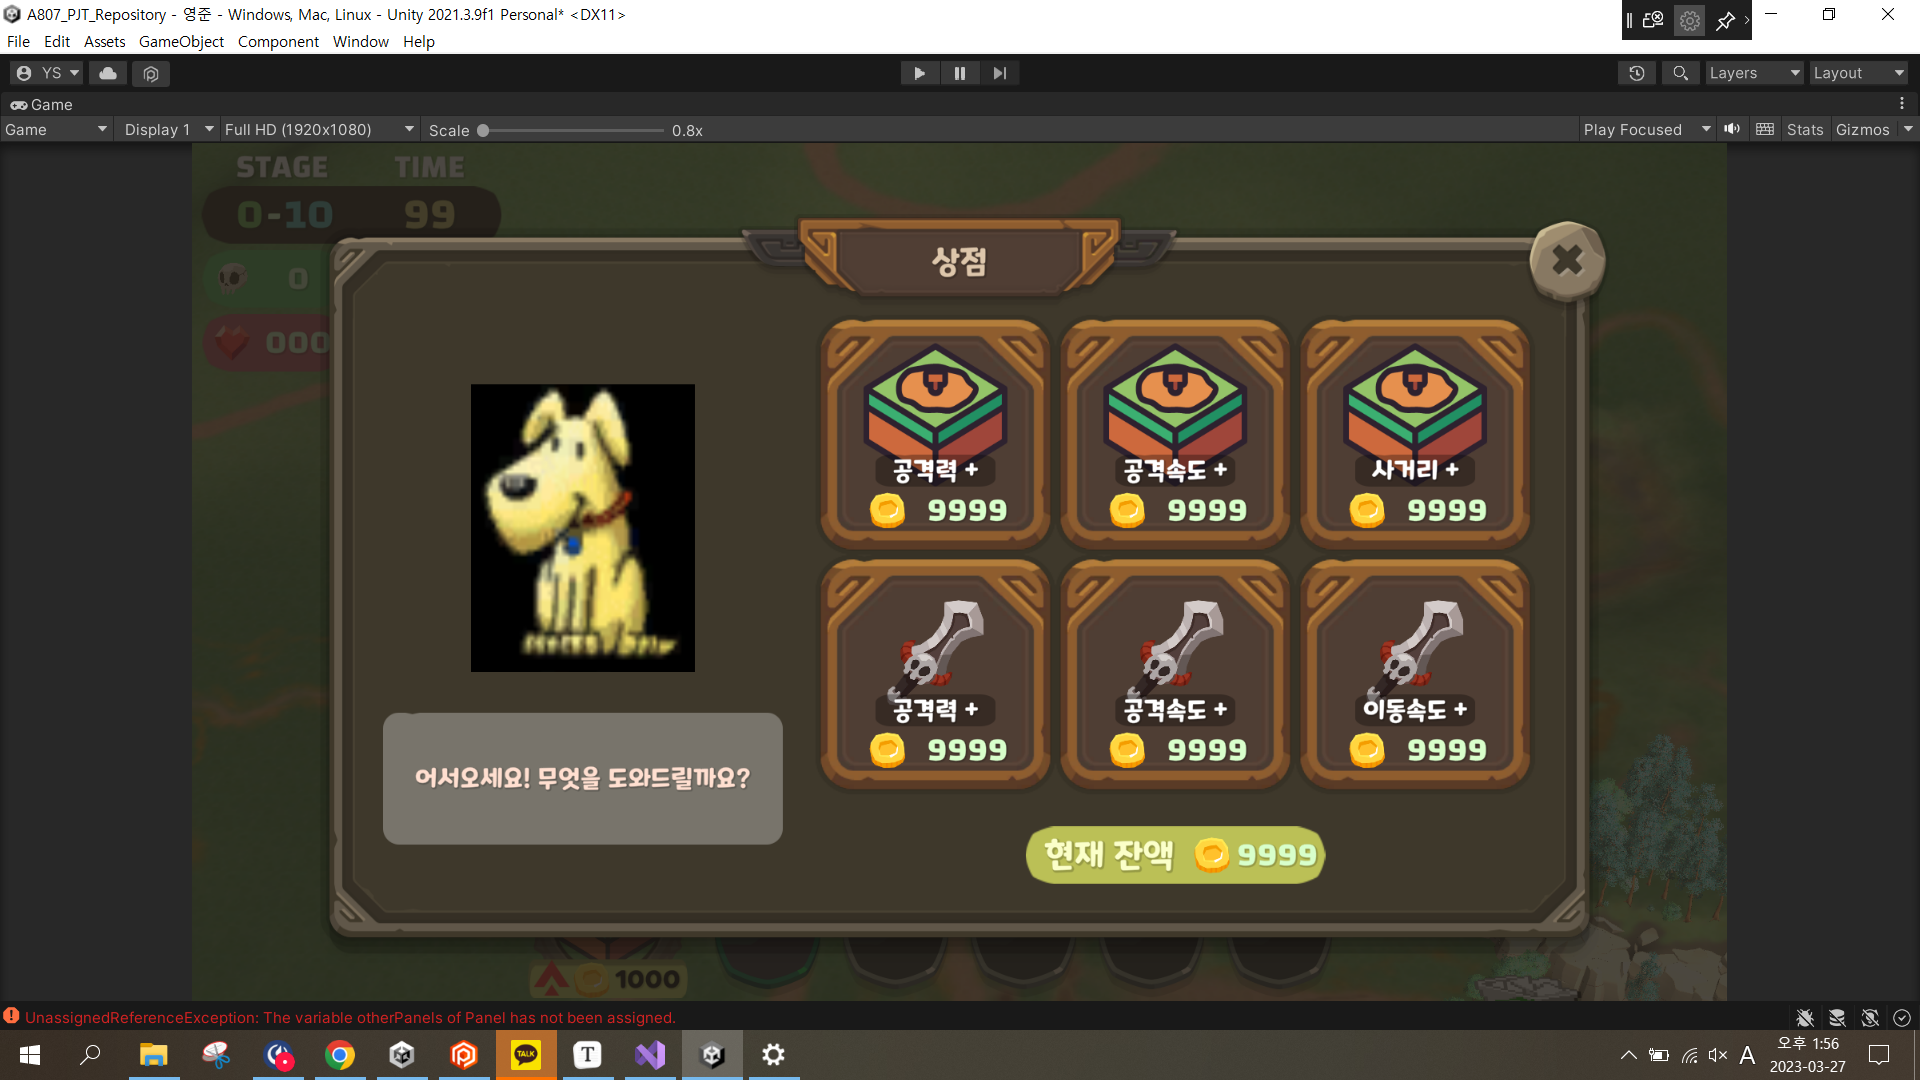 A807_PJT_Repository - 영준 - Windows, Mac, Linux - Unity 2021.3.9f1 Personal* <DX11>
File Edit Assets GameObject Component Window Help
YS
Layers Layout
Game
Game Display 1 Full HD (1920x1080) Scale 0.8x Play Focused Stats Gizmos
STAGE TIME
0-10 99
0
000
상점
공격력 + 공격속도 + 사거리 +
9999 9999 9999
공격력 + 공격속도 + 이동속도 +
9999 9999 9999
어서오세요! 무엇을 도와드릴까요?
현재 잔액 9999
1000
UnassignedReferenceException: The variable otherPanels of Panel has not been assigned.
TALK
T
A
오후 1:56
2023-03-27